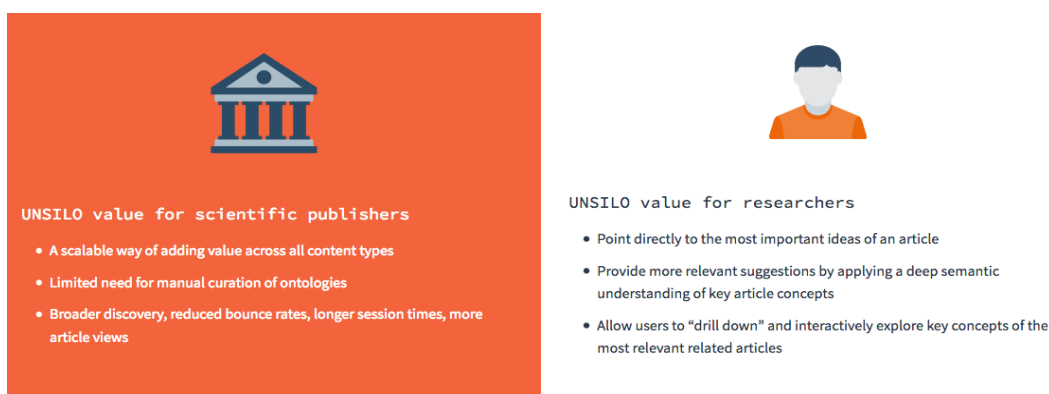 UNSILO value for scientific publishers
A scalable way of adding value across all content types
Limited need for manual curation of ontologies
Broader discovery, reduced bounce rates, longer session times, more
article views
UNSILO value for researchers
Point directly to the most important ideas of an article
Provide more relevant suggestions by applying a deep semantic
understanding of key article concepts
Allow users to “drill down” and interactively explore key concepts of the
most relevant related articles